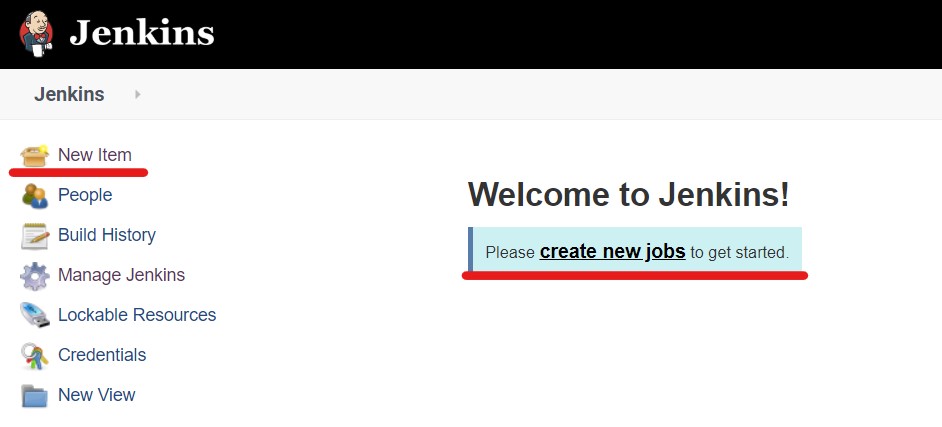 Jenkins
Jenkins
New Item
People
Build History
Manage Jenkins
Lockable Resources
Credentials
New View
Welcome to Jenkins!
Please create new jobs to get started.